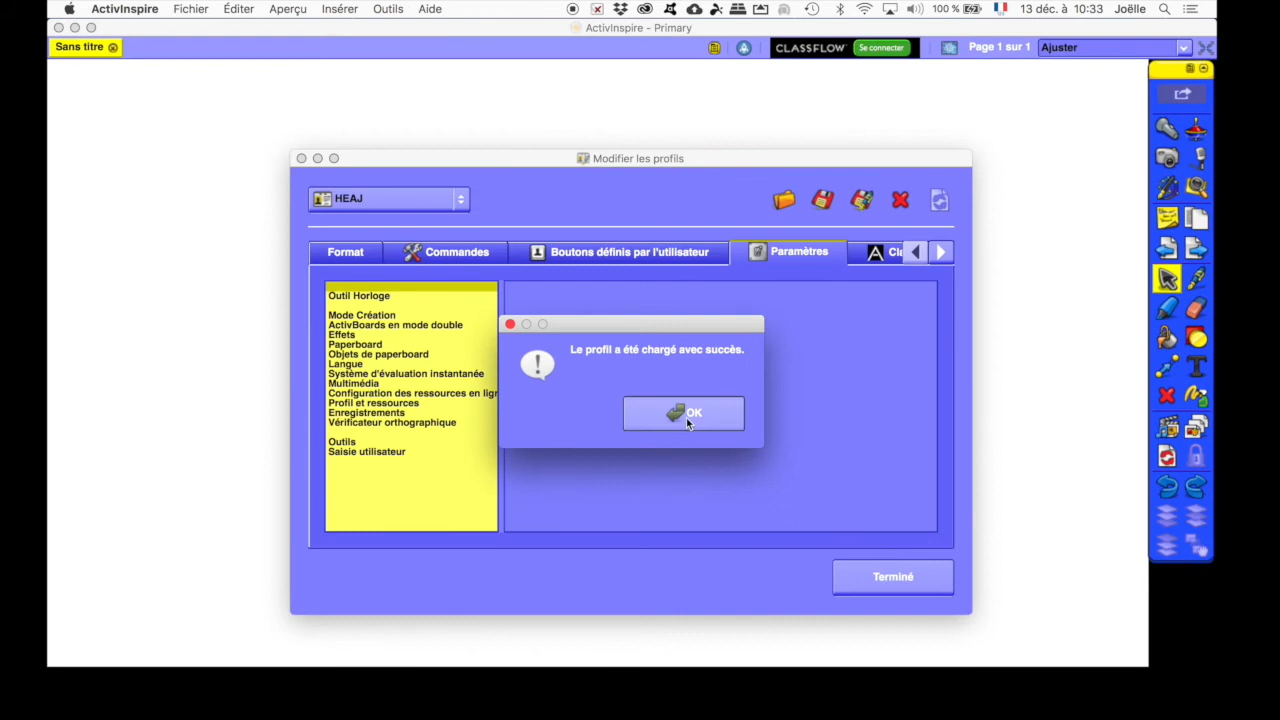 ActivInspire Fichier Éditer Aperçu Insérer Outils Aide 100 % 13 déc. à 10:33 Joëlle
ActivInspire - Primary
Sans titre CLASSFLOW Se connecter Page 1 sur 1 Ajuster
Modifier les profils
HEAJ
Format Commandes Boutons définis par l'utilisateur Paramètres Cla
Outil Horloge
Mode Création
ActivBoards en mode double
Effets
Paperboard
Objets de paperboard
Langue
Système d'évaluation instantanée
Multimédia
Configuration des ressources en lign
Profil et ressources
Enregistrements
Vérificateur orthographique
Outils
Saisie utilisateur
Le profil a été chargé avec succès.
OK
Terminé